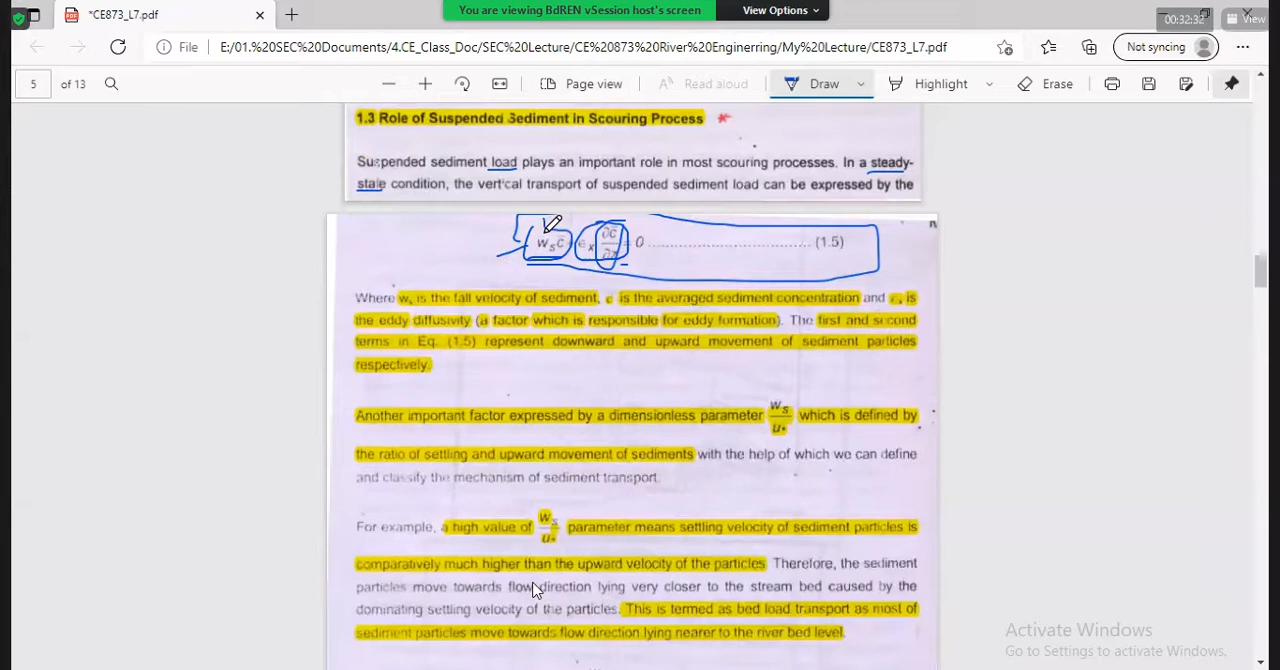 *CE873_L7.pdf
You are viewing BdREN vSession host's screen
View Options
00:32:32
View
File
E:/01.%20SEC%20Documents/4.CE_Class_Doc/SEC%20Lecture/CE%20873%20River%20Enginerring/My%20Lecture/CE873_L7.pdf
Not syncing
5 of 13
Page view
Read aloud
Draw
Highlight
Erase
1.3 Role of Suspended Sediment in Scouring Process
Suspended sediment load plays an important role in most scouring processes. In a steady-
state condition, the vertical transport of suspended sediment load can be expressed by the
= 0 ............................................. (1.5)
Where wₛ is the fall velocity of sediment, c is the averaged sediment concentration and εₓ is
the eddy diffusivity (a factor which is responsible for eddy formation). The first and second
terms in Eq. (1.5) represent downward and upward movement of sediment particles
respectively.
Another important factor expressed by a dimensionless parameter wₛ/u* which is defined by
the ratio of settling and upward movement of sediments with the help of which we can define
and classify the mechanism of sediment transport.
For example, a high value of wₛ/u* parameter means settling velocity of sediment particles is
comparatively much higher than the upward velocity of the particles. Therefore, the sediment
particles move towards flow direction lying very closer to the stream bed caused by the
dominating settling velocity of the particles. This is termed as bed load transport as most of
sediment particles move towards flow direction lying nearer to the river bed level.
Activate Windows
Go to Settings to activate Windows.